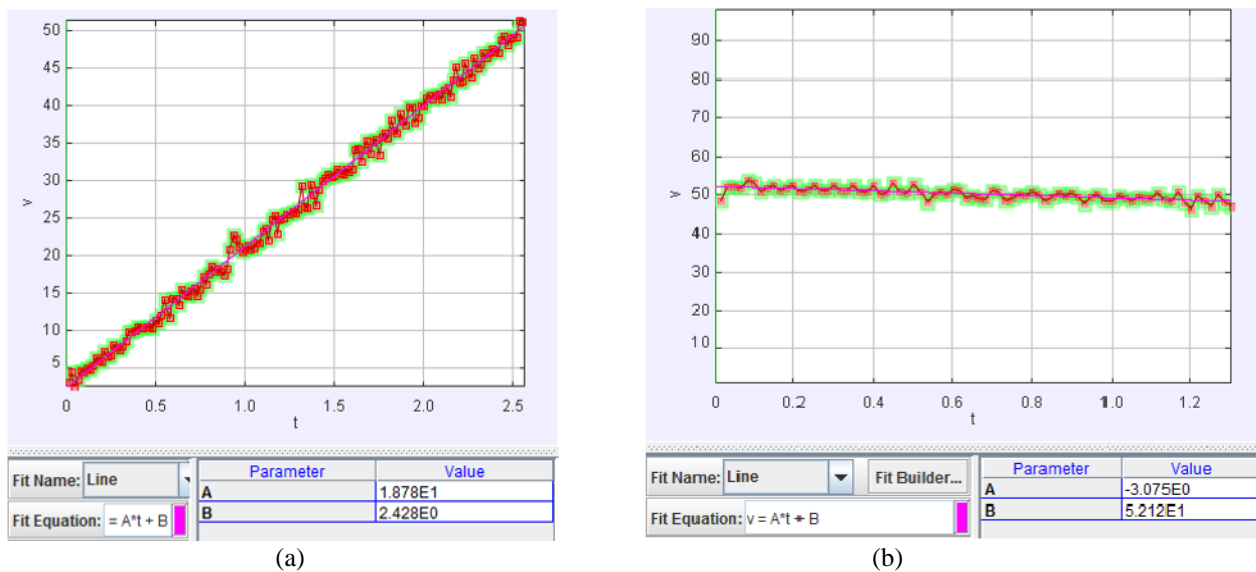 50
45
40
35
30
25
20
15
10
5
v
0 0.5 1.0 1.5 2.0 2.5
t
Fit Name: Line
Fit Equation: = A*t + B
Parameter Value
A 1.878E1
B 2.428E0
(a)
90
80
70
60
50
40
30
20
10
v
0 0.2 0.4 0.6 0.8 1.0 1.2
t
Fit Name: Line Fit Builder...
Fit Equation: v = A*t + B
Parameter Value
A -3.075E0
B 5.212E1
(b)